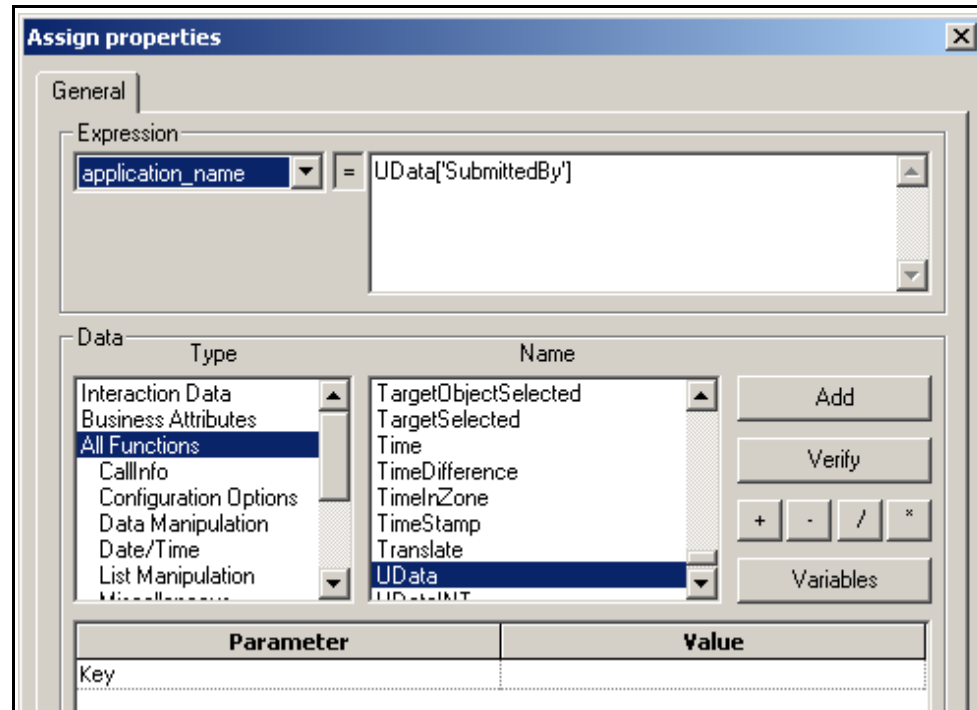 Assign properties
General
Expression
application_name = UData['SubmittedBy']
Data
Type Name
Interaction Data
Business Attributes
All Functions
CallInfo
Configuration Options
Data Manipulation
Date/Time
List Manipulation
TargetObjectSelected
TargetSelected
Time
TimeDifference
TimeInZone
TimeStamp
Translate
UData
Add
Verify
+ - / *
Variables
Parameter Value
Key